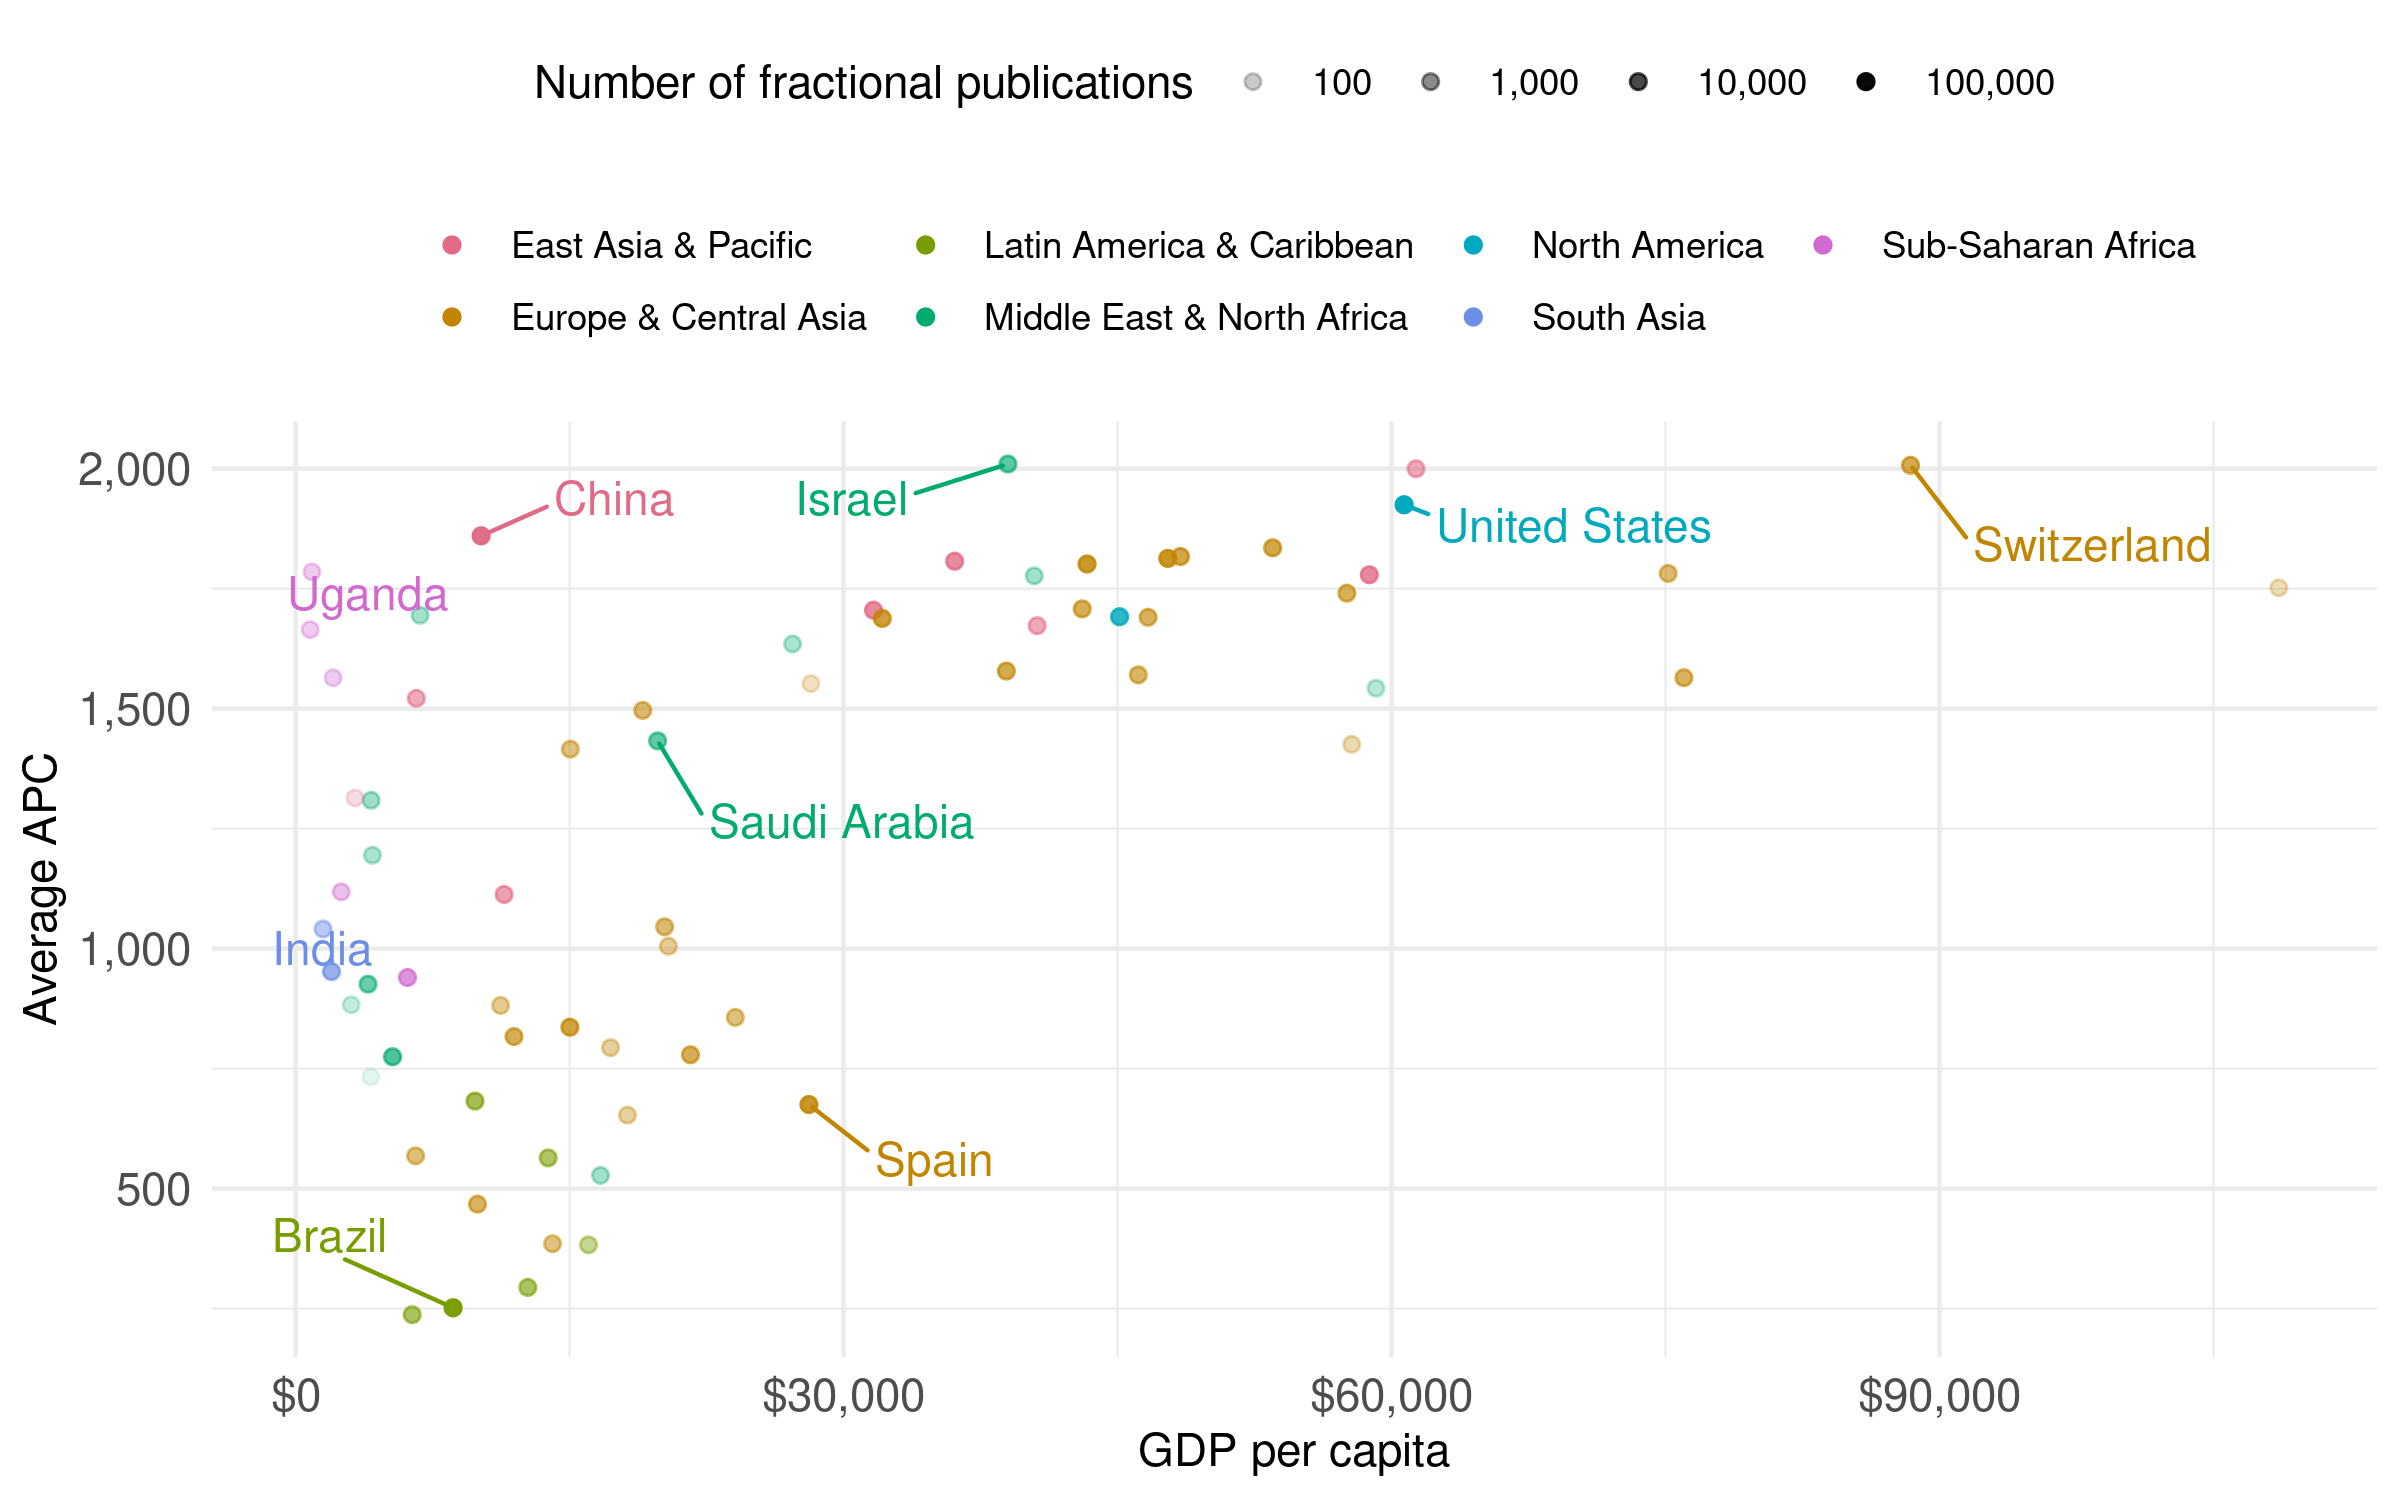 Number of fractional publications 100 1,000 10,000 100,000
East Asia & Pacific Latin America & Caribbean North America Sub-Saharan Africa
Europe & Central Asia Middle East & North Africa South Asia
2,000
1,500
1,000
500
Average APC
China
Israel
United States
Switzerland
Uganda
Saudi Arabia
India
Spain
Brazil
$0 $30,000 $60,000 $90,000
GDP per capita